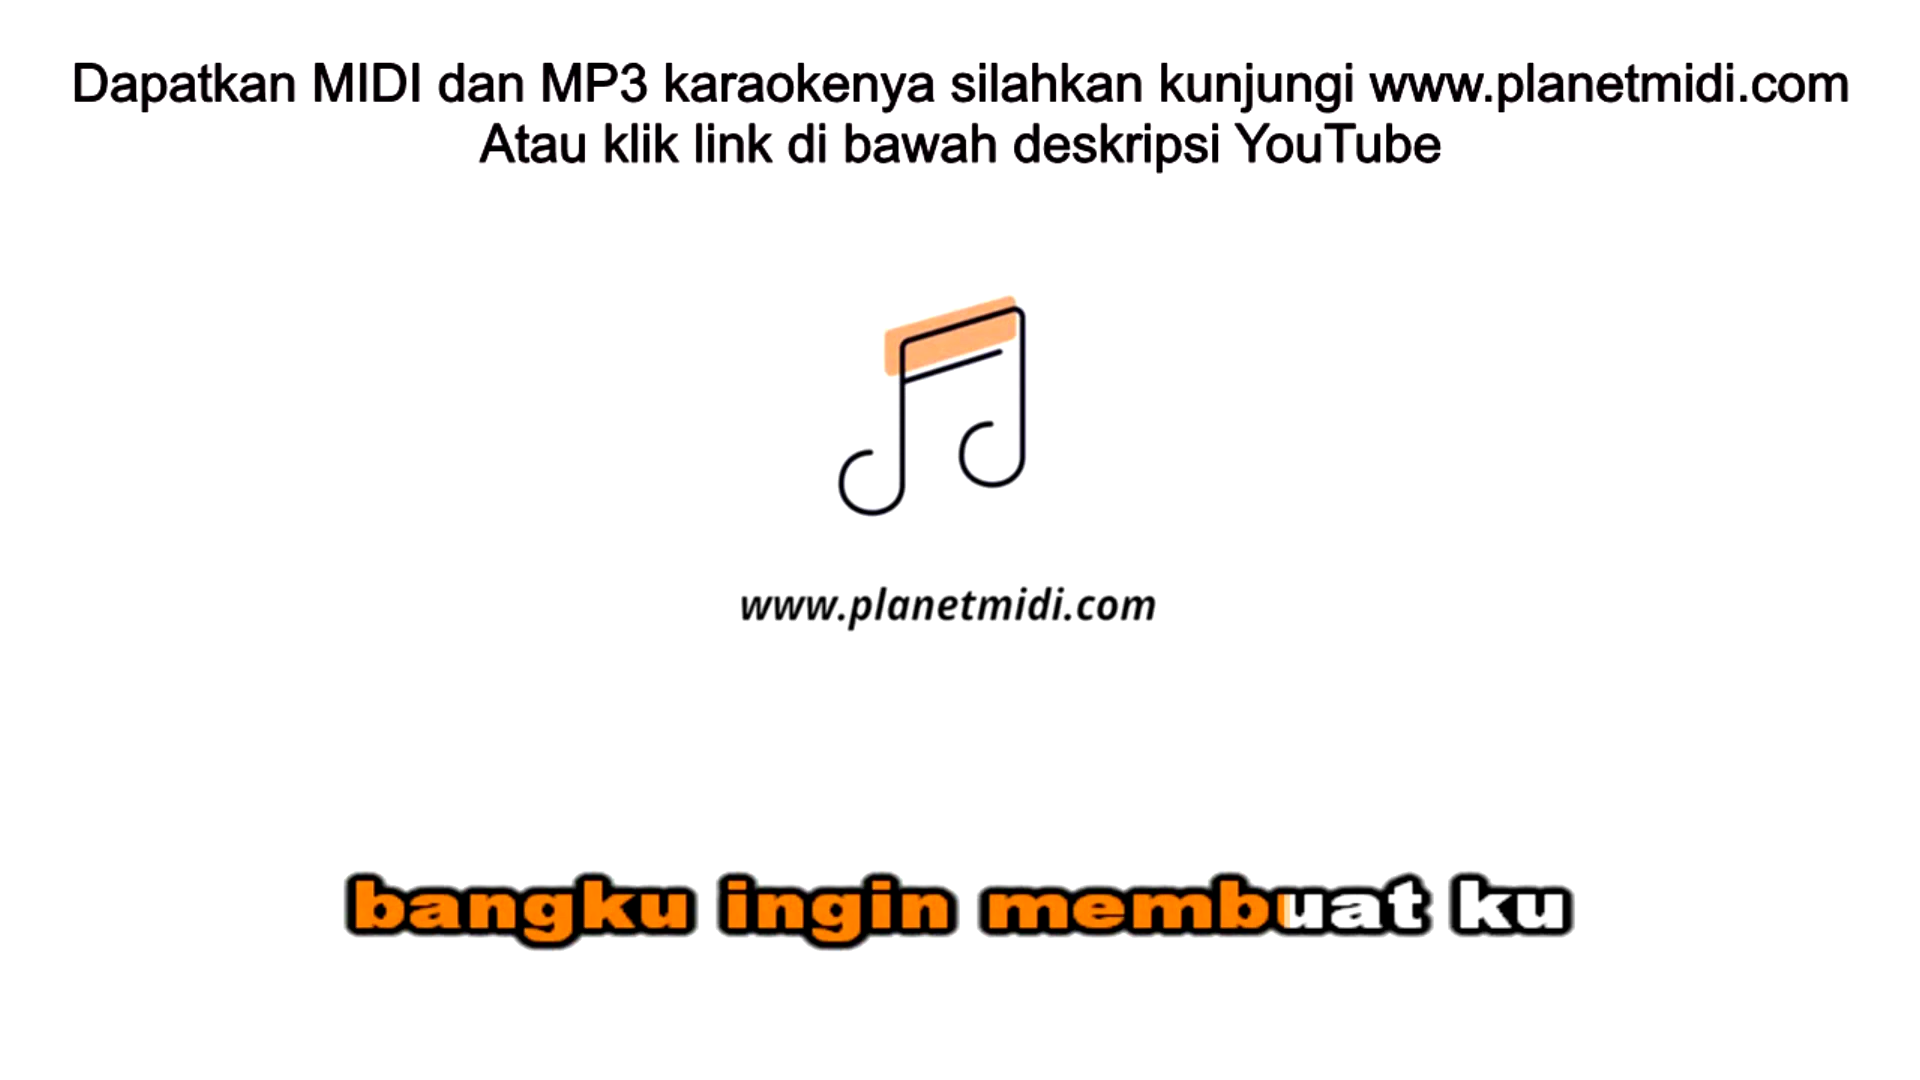 Dapatkan MIDI dan MP3 karaokenya silahkan kunjungi www.planetmidi.com
Atau klik link di bawah deskripsi YouTube
www.planetmidi.com
bangku ingin membuat ku